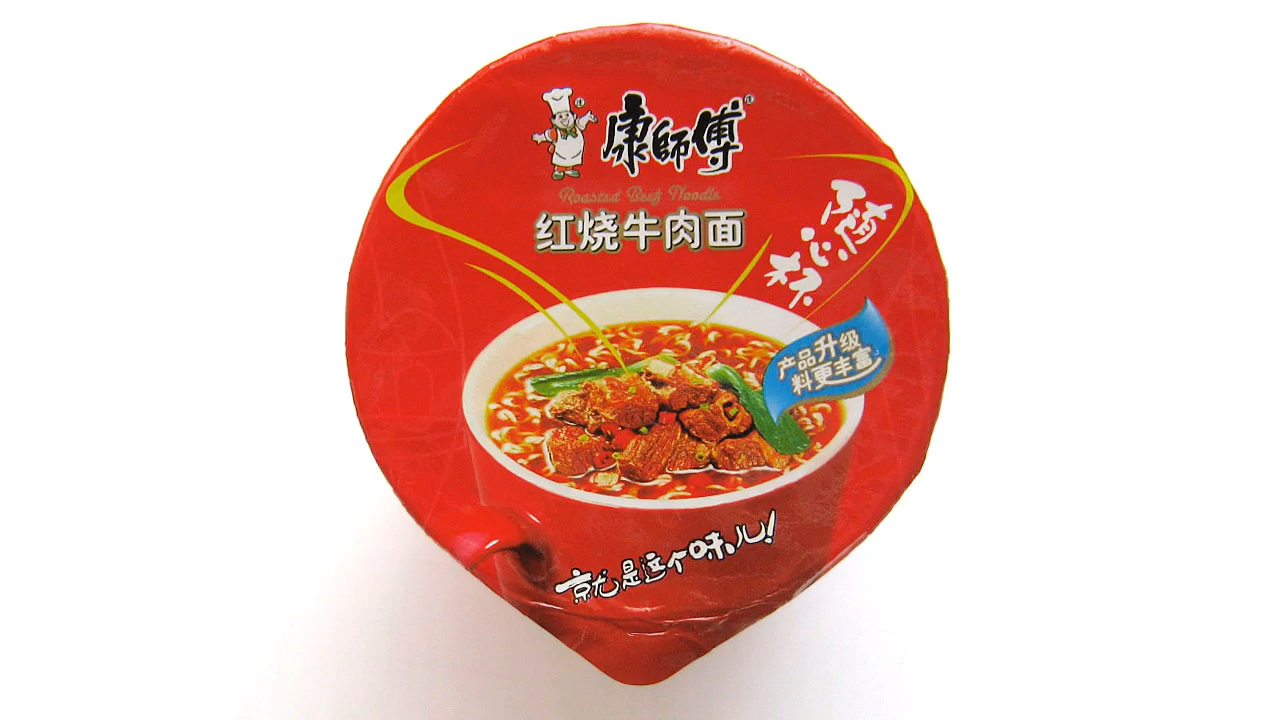 康師傅
Roasted Beef Noodle
红烧牛肉面
随心杯
产品升级
料更丰富
就是这个味儿!